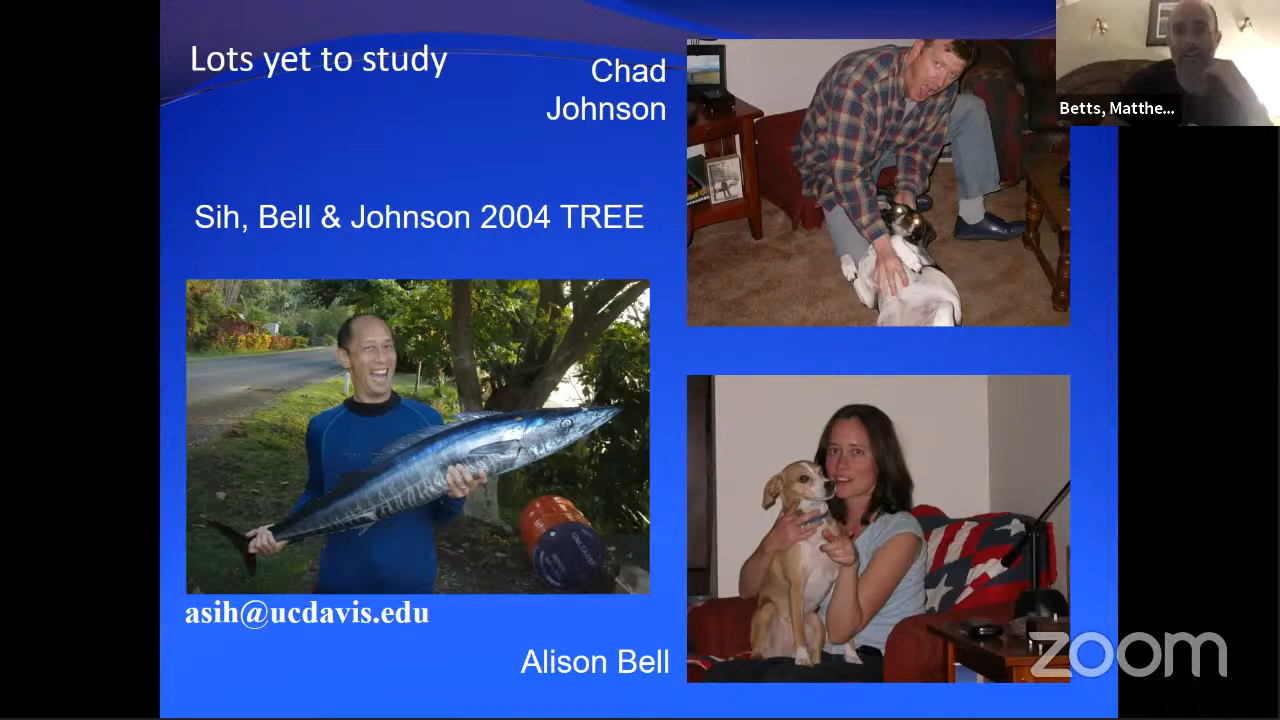 Lots yet to study
Chad
Johnson
Betts, Matthe...
Sih, Bell & Johnson 2004 TREE
asih@ucdavis.edu
Alison Bell
zoom